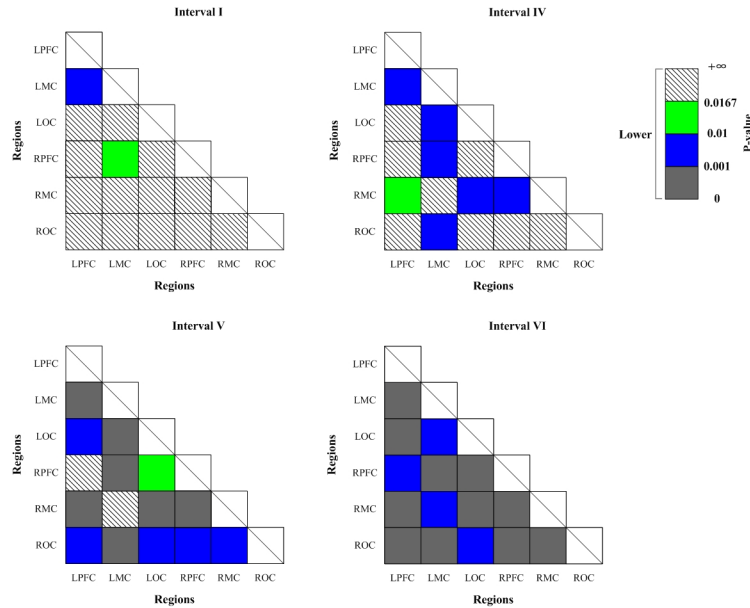 Interval I
LPFC
LMC
LOC
RPFC
RMC
ROC
Regions
LPFC LMC LOC RPFC RMC ROC
Regions
Interval IV
LPFC
LMC
LOC
RPFC
RMC
ROC
Regions
LPFC LMC LOC RPFC RMC ROC
Regions
Lower
+∞
0.0167
0.01
0.001
0
P-value
Interval V
LPFC
LMC
LOC
RPFC
RMC
ROC
Regions
LPFC LMC LOC RPFC RMC ROC
Regions
Interval VI
LPFC
LMC
LOC
RPFC
RMC
ROC
Regions
LPFC LMC LOC RPFC RMC ROC
Regions